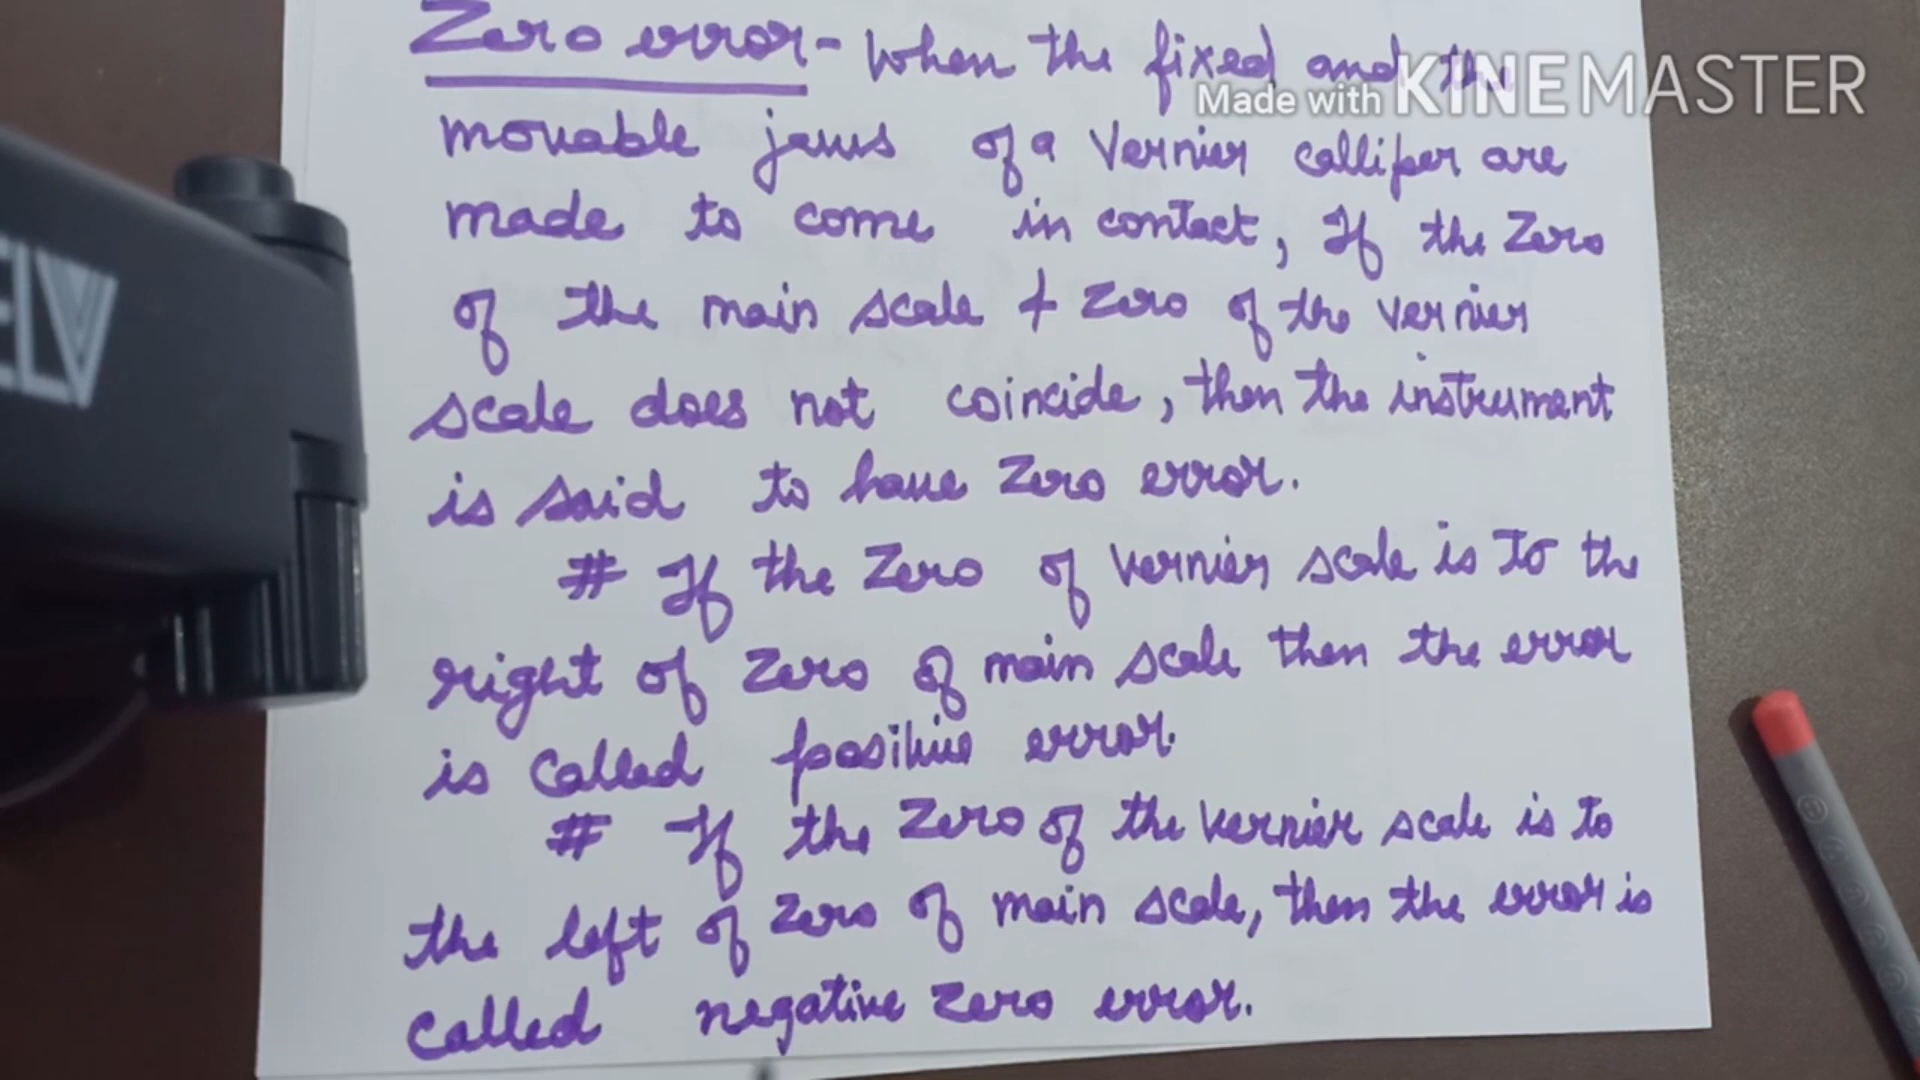 Zero error - When the fixed and the
Made with KINEMASTER
movable jaws of a Vernier calliper are
made to come in contact, If the Zero
of the main scale & Zero of the vernier
scale does not coincide, then the instrument
is said to have Zero error.
# If the Zero of Vernier scale is To the
right of Zero of main scale then the error
is called positive error.
# If the Zero of the Vernier scale is to
the left of Zero of main scale, then the error is
called negative Zero error.